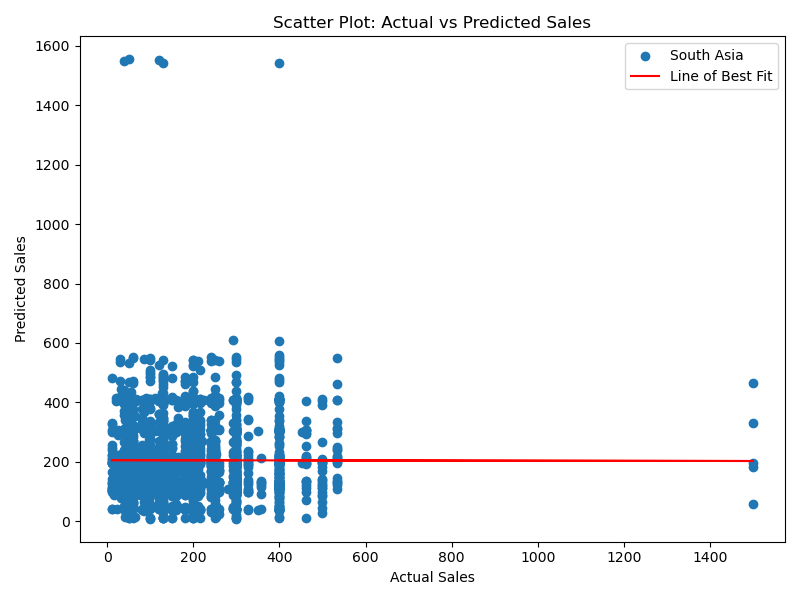 Scatter Plot: Actual vs Predicted Sales
South Asia
Line of Best Fit
1600
1400
1200
1000
800
600
400
200
0
Predicted Sales
0 200 400 600 800 1000 1200 1400
Actual Sales